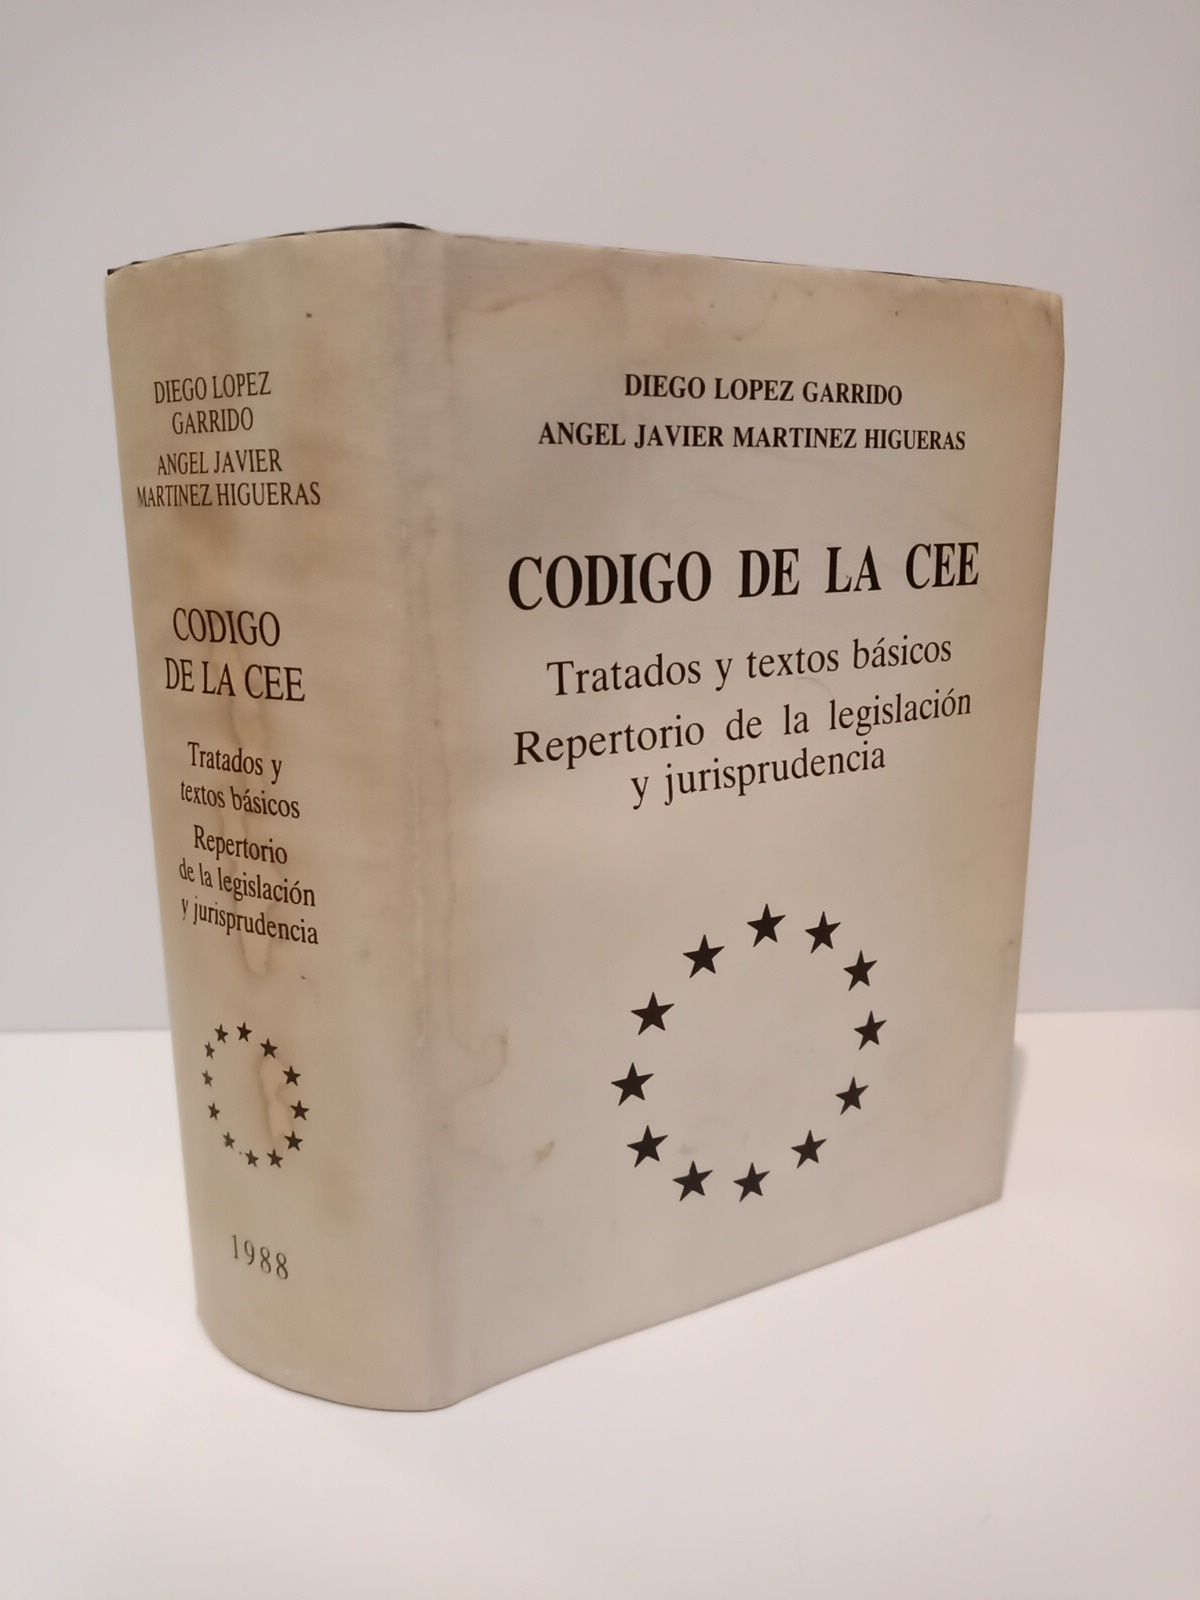 DIEGO LOPEZ
GARRIDO
ANGEL JAVIER
MARTINEZ HIGUERAS
CODIGO
DE LA CEE
Tratados y
textos básicos
Repertorio
de la legislación
y jurisprudencia
1988
DIEGO LOPEZ GARRIDO
ANGEL JAVIER MARTINEZ HIGUERAS
CODIGO DE LA CEE
Tratados y textos básicos
Repertorio de la legislación
y jurisprudencia